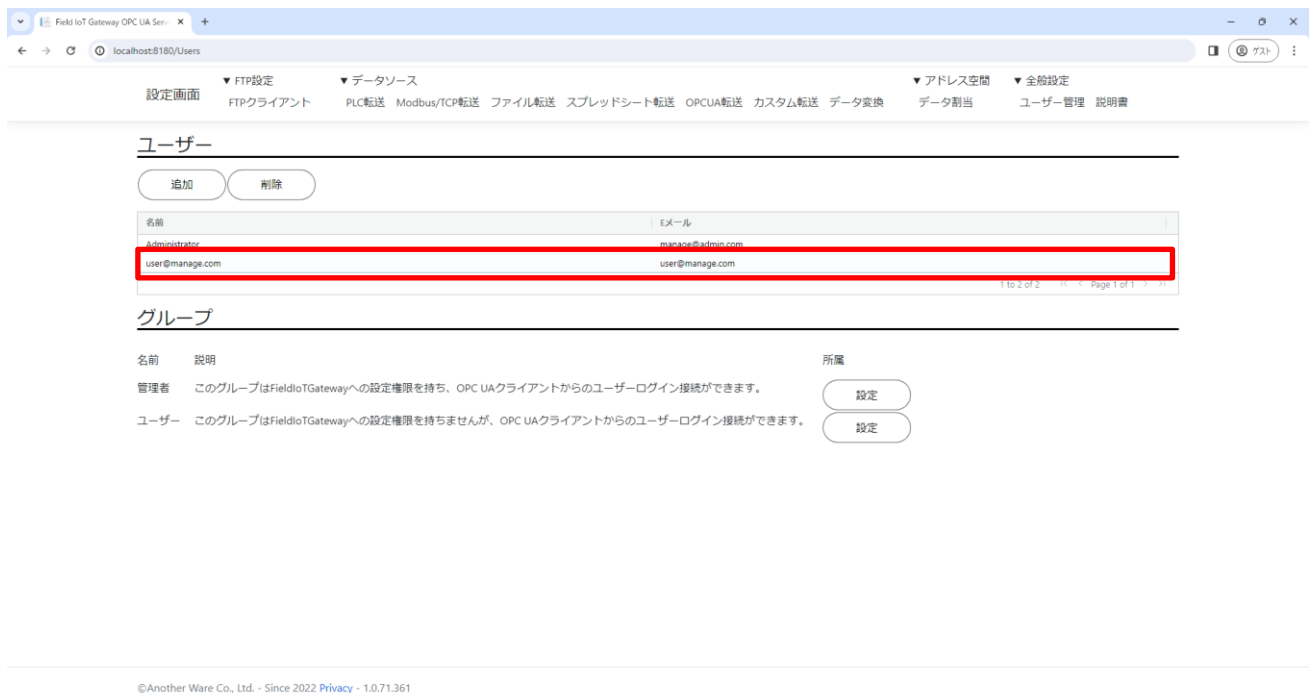 Field IoT Gateway OPC UA Serv
localhost:8180/Users
ゲスト
設定画面
▼ FTP設定 ▼ データソース ▼ アドレス空間 ▼ 全般設定
FTPクライアント PLC転送 Modbus/TCP転送 ファイル転送 スプレッドシート転送 OPCUA転送 カスタム転送 データ変換 データ割当 ユーザー管理 説明書
ユーザー
追加 削除
名前 Eメール
Administrator manage@admin.com
user@manage.com user@manage.com
1 to 2 of 2 Page 1 of 1
グループ
名前 説明 所属
管理者 このグループはFieldIoTGatewayへの設定権限を持ち、OPC UAクライアントからのユーザーログイン接続ができます。 設定
ユーザー このグループはFieldIoTGatewayへの設定権限を持ちませんが、OPC UAクライアントからのユーザーログイン接続ができます。 設定
©Another Ware Co., Ltd. - Since 2022 Privacy - 1.0.71.361